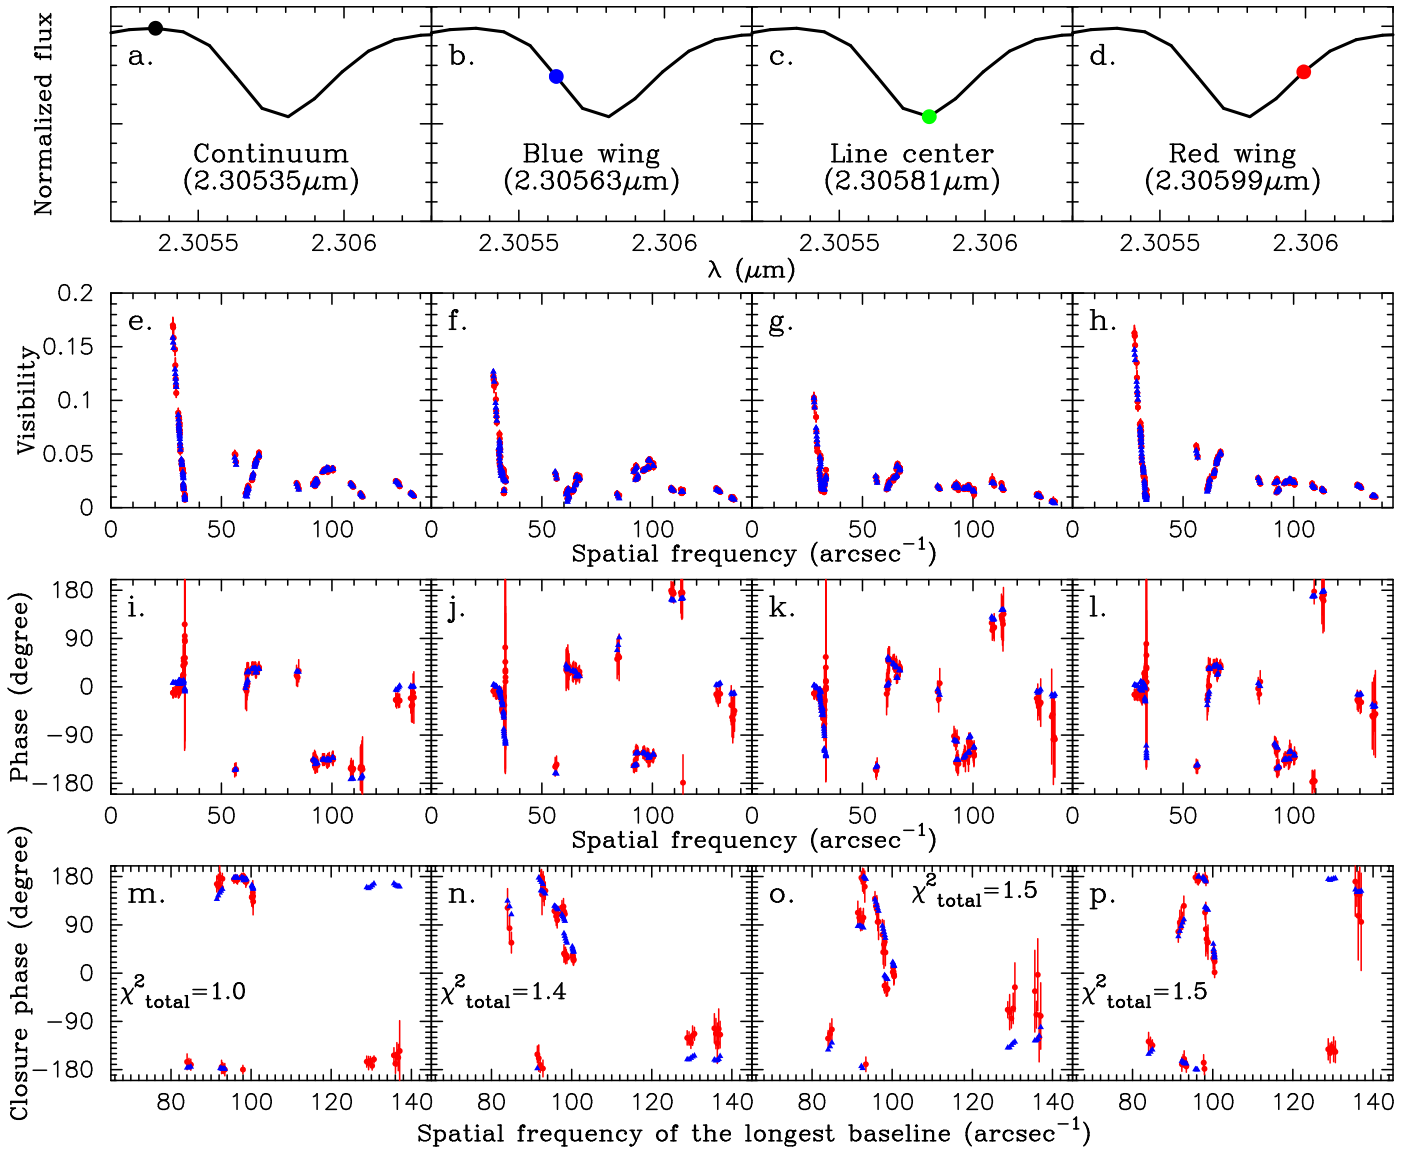 Normalized flux
a. b. c. d.
Continuum Blue wing Line center Red wing
(2.30535μm) (2.30563μm) (2.30581μm) (2.30599μm)
2.3055 2.306 2.3055 2.306 2.3055 2.306 2.3055 2.306
λ (μm)
Visibility
0.2
0.15
0.1
0.05
0
e. f. g. h.
0 50 100 0 50 100 0 50 100 0 50 100
Spatial frequency (arcsec⁻¹)
Phase (degree)
180
90
0
−90
−180
i. j. k. l.
0 50 100 0 50 100 0 50 100 0 50 100
Spatial frequency (arcsec⁻¹)
Closure phase (degree)
180
90
0
−90
−180
m. n. o. p.
χ²total=1.0 χ²total=1.4 χ²total=1.5 χ²total=1.5
80 100 120 140 80 100 120 140 80 100 120 140 80 100 120 140
Spatial frequency of the longest baseline (arcsec⁻¹)